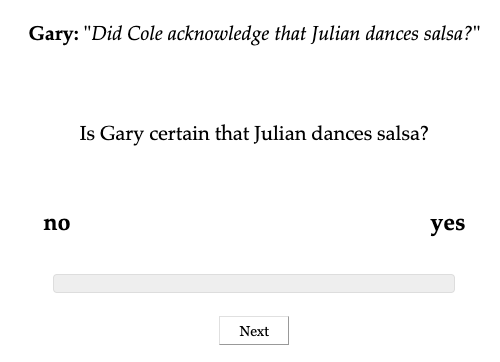 Gary: "Did Cole acknowledge that Julian dances salsa?"
Is Gary certain that Julian dances salsa?
no yes
Next